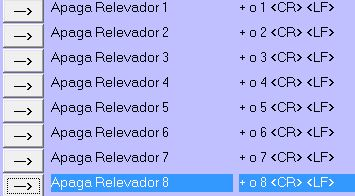 ---> Apaga Relevador 1 + o 1 <CR> <LF>
---> Apaga Relevador 2 + o 2 <CR> <LF>
---> Apaga Relevador 3 + o 3 <CR> <LF>
---> Apaga Relevador 4 + o 4 <CR> <LF>
---> Apaga Relevador 5 + o 5 <CR> <LF>
---> Apaga Relevador 6 + o 6 <CR> <LF>
---> Apaga Relevador 7 + o 7 <CR> <LF>
---> Apaga Relevador 8 + o 8 <CR> <LF>